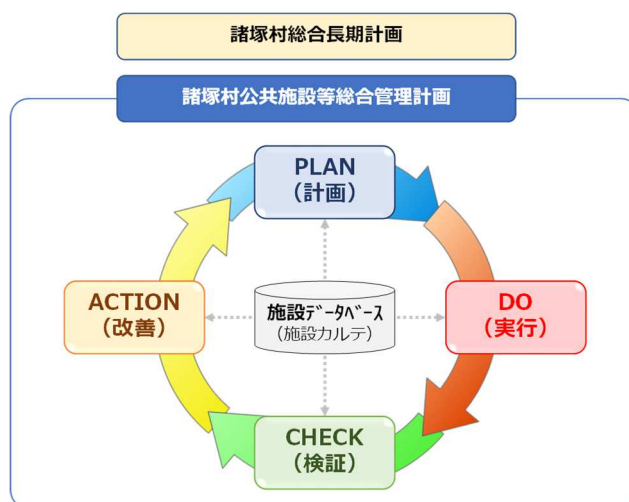 諸塚村総合長期計画
諸塚村公共施設等総合管理計画
PLAN
（計画）
ACTION
（改善）
施設ﾃﾞｰﾀﾍﾞｰｽ
（施設カルテ）
DO
（実行）
CHECK
（検証）